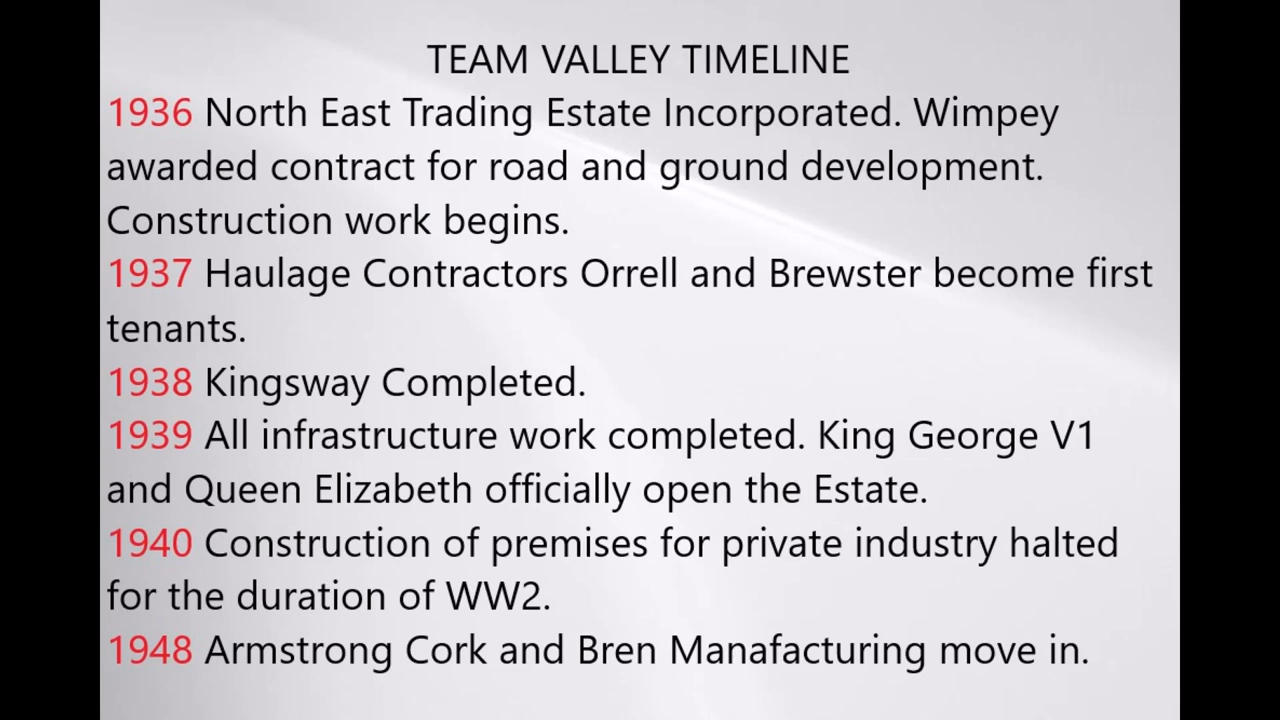 TEAM VALLEY TIMELINE
1936 North East Trading Estate Incorporated. Wimpey
awarded contract for road and ground development.
Construction work begins.
1937 Haulage Contractors Orrell and Brewster become first
tenants.
1938 Kingsway Completed.
1939 All infrastructure work completed. King George V1
and Queen Elizabeth officially open the Estate.
1940 Construction of premises for private industry halted
for the duration of WW2.
1948 Armstrong Cork and Bren Manafacturing move in.